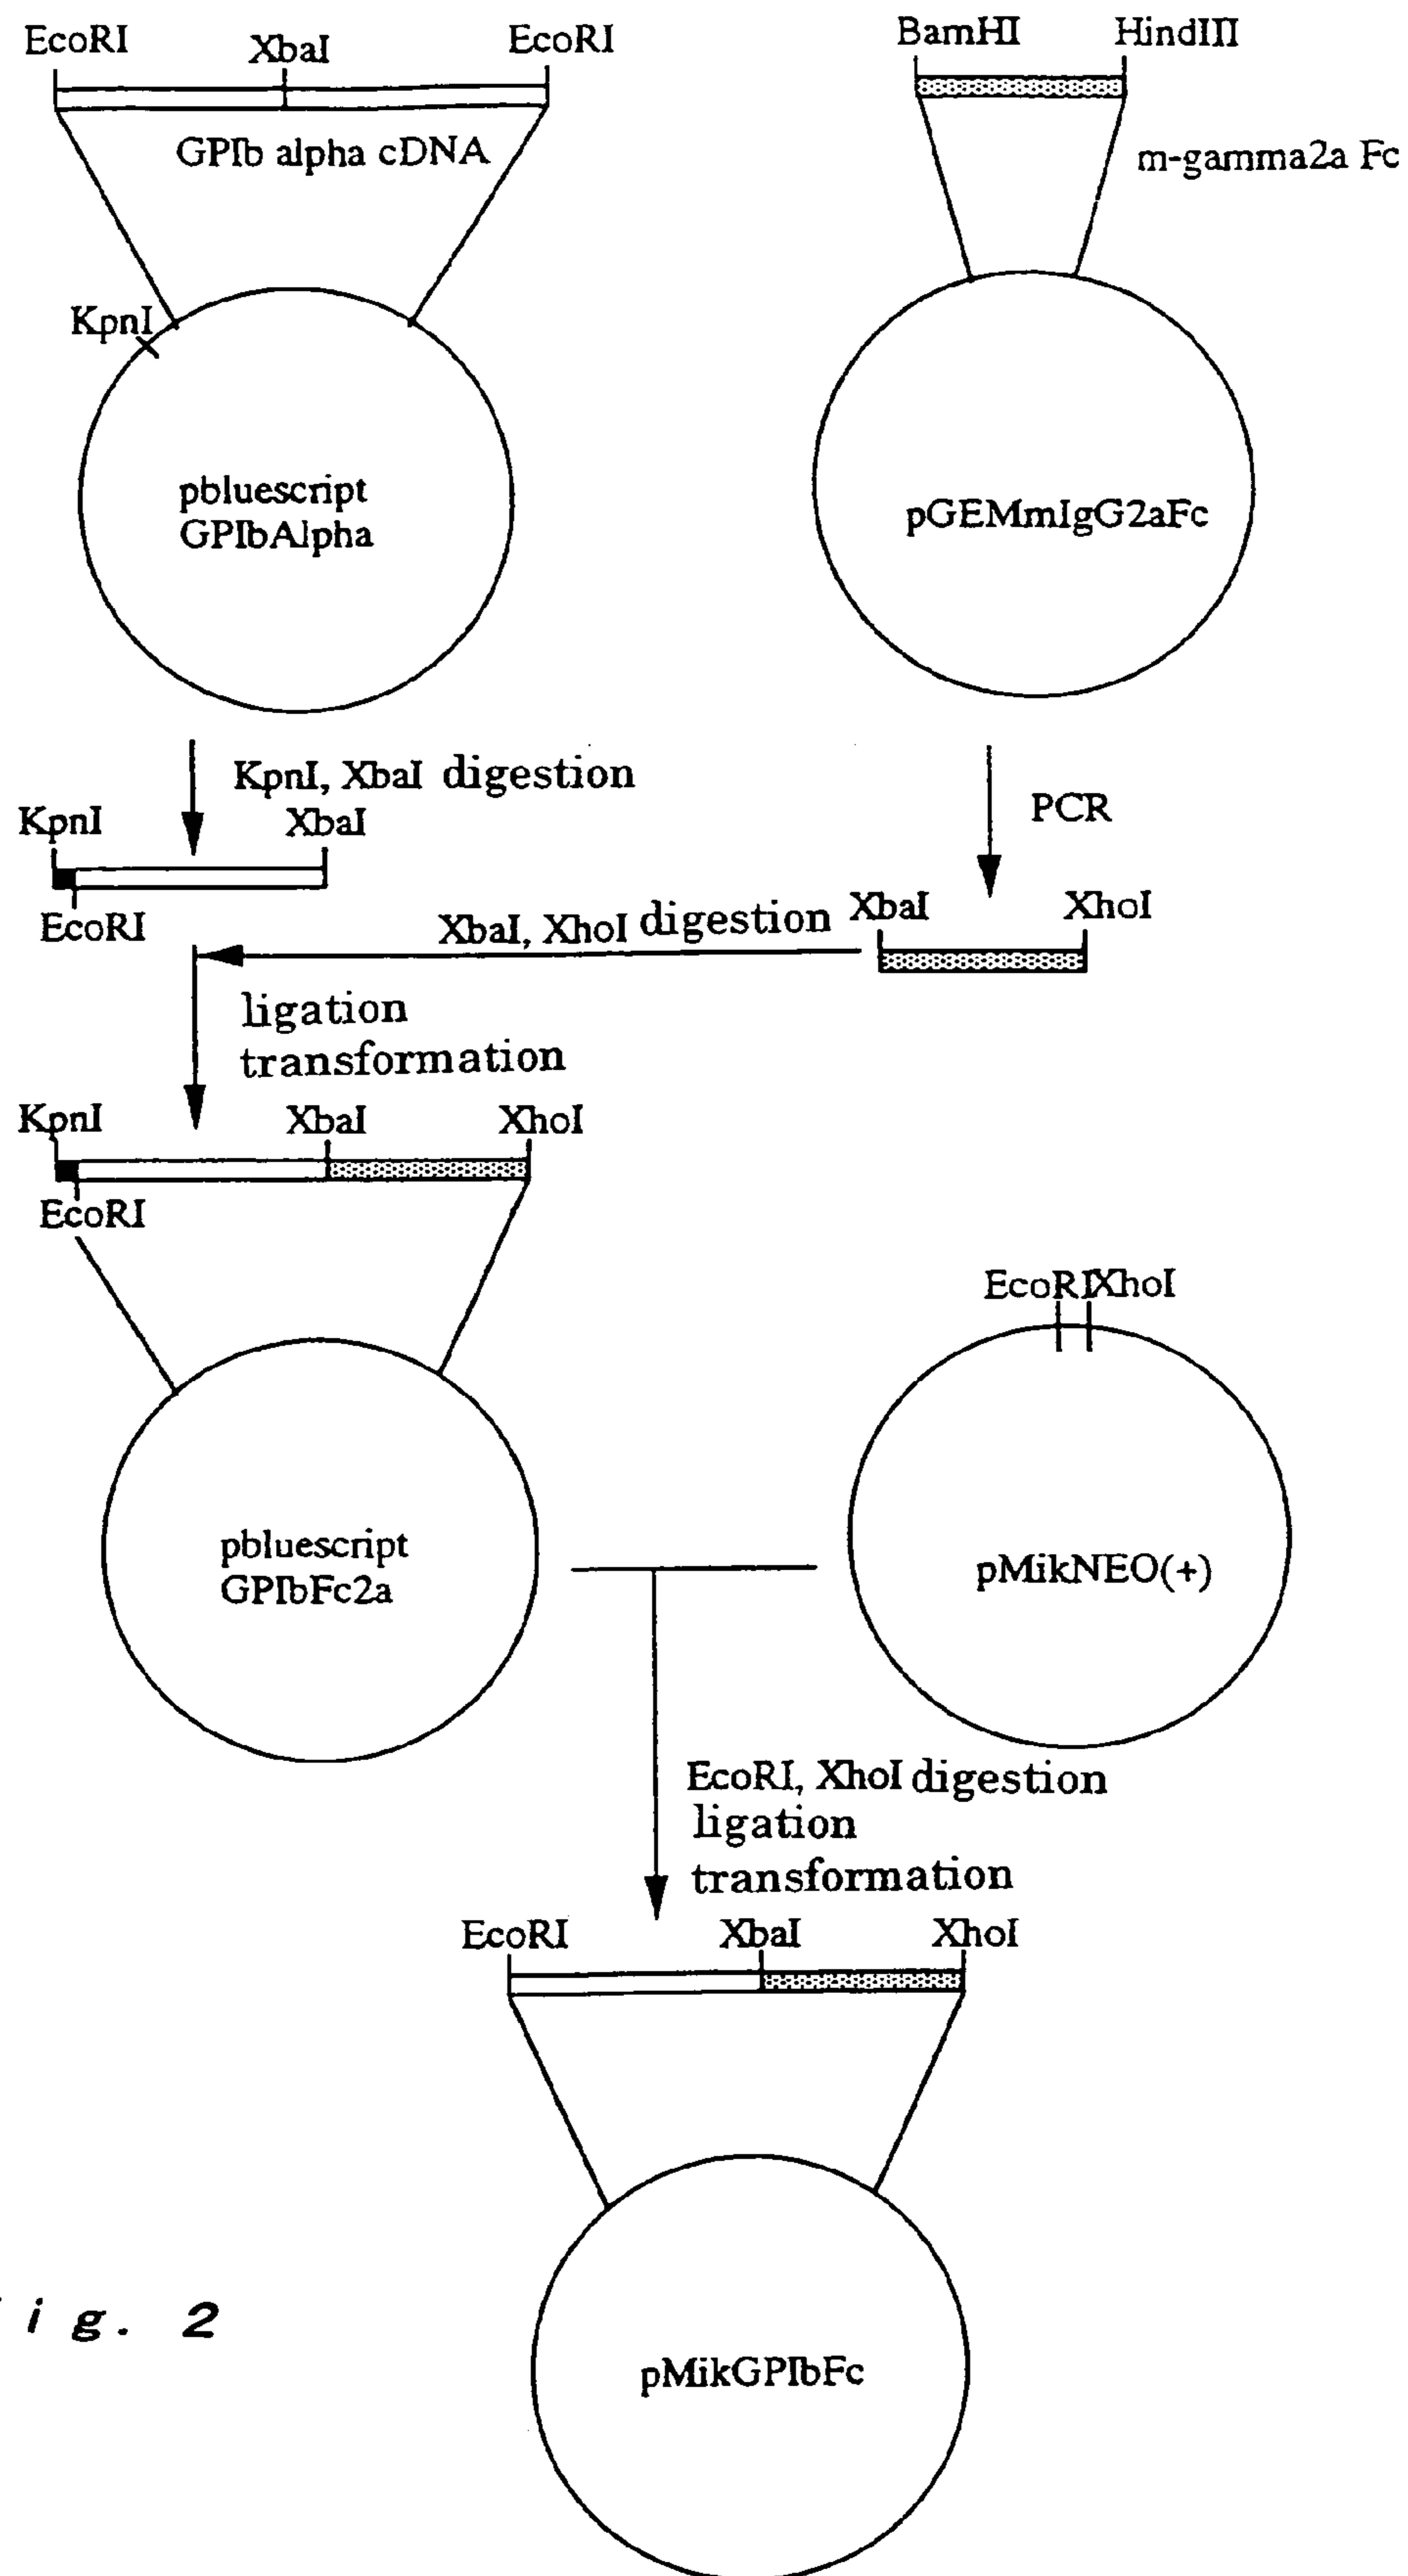 EcoRI XbaI EcoRI
GPIb alpha cDNA
KpnI
pbluescript
GPIbAlpha
BamHI HindIII
m-gamma2a Fc
pGEMmIgG2aFc
KpnI, XbaI digestion
KpnI XbaI
EcoRI
PCR
XbaI XhoI
XbaI, XhoI digestion
ligation
transformation
KpnI XbaI XhoI
EcoRI
pbluescript
GPIbFc2a
EcoRI XhoI
pMikNEO(+)
EcoRI, XhoI digestion
ligation
transformation
EcoRI XbaI XhoI
pMikGPIbFc
ig. 2